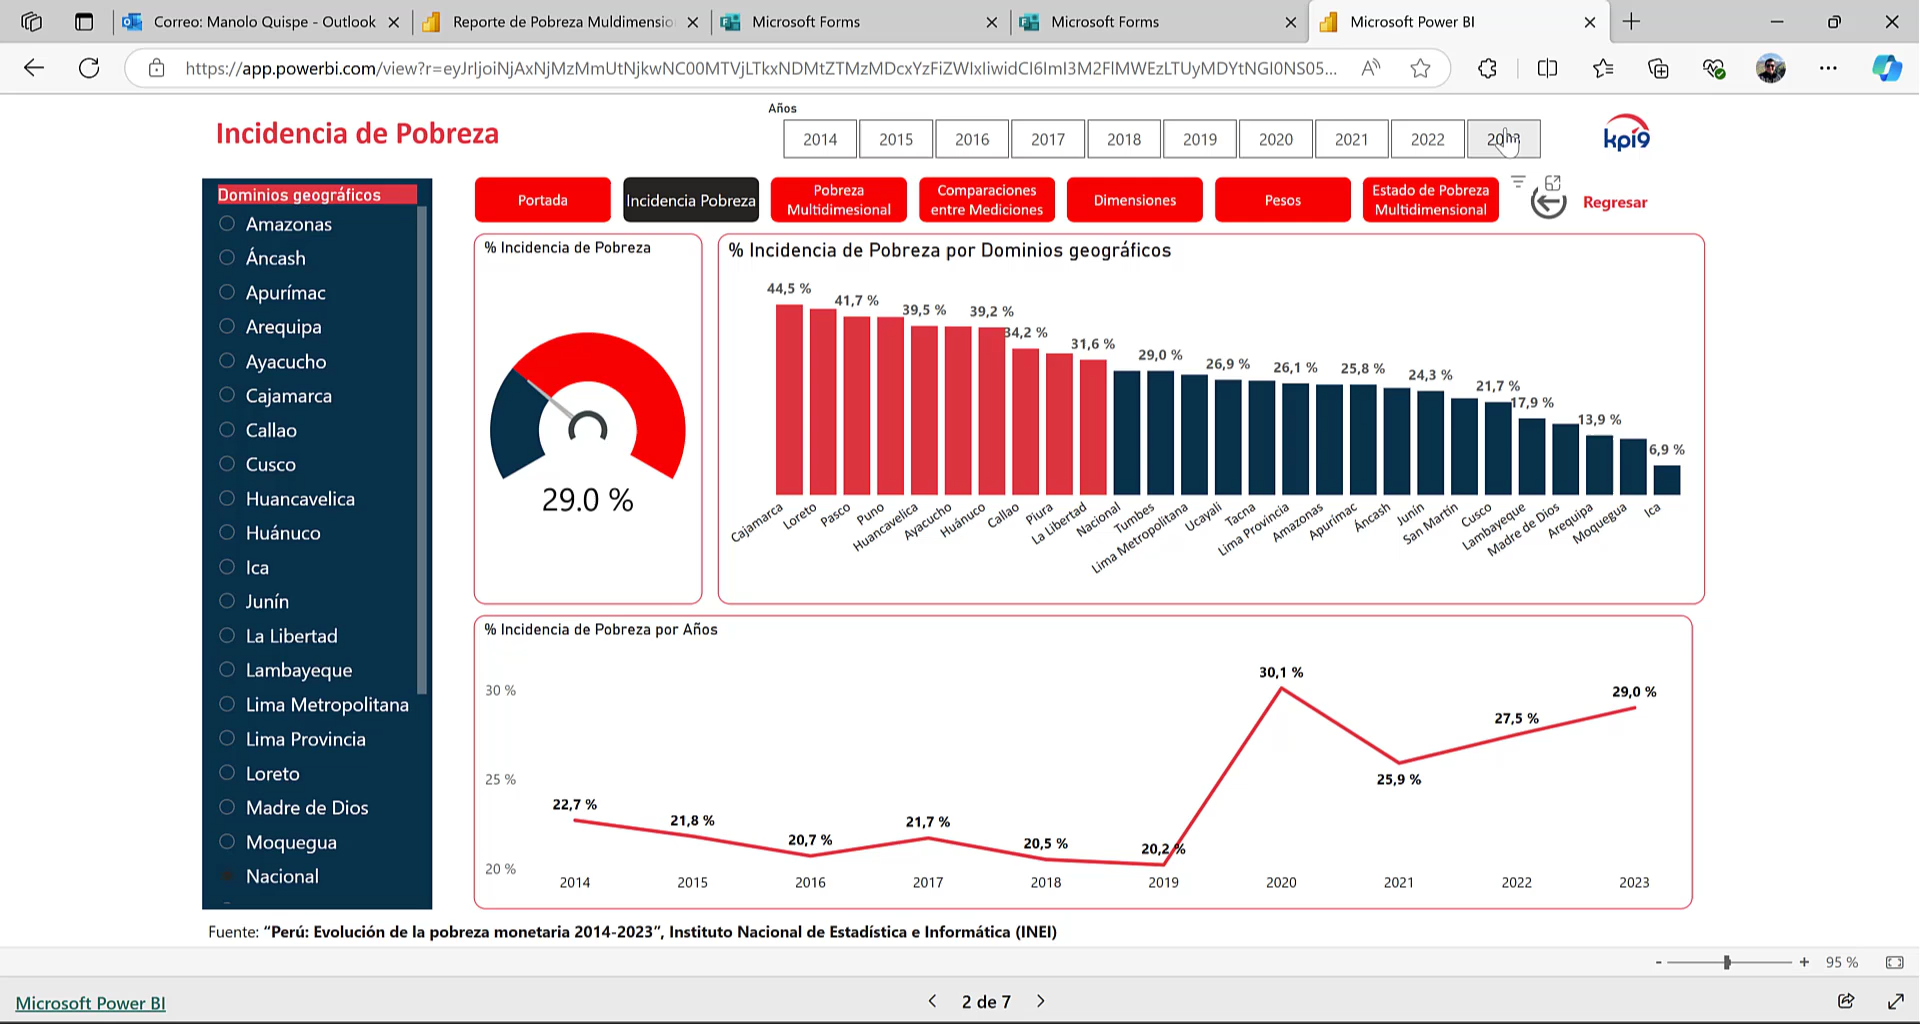 Correo: Manolo Quispe - Outlook
Reporte de Pobreza Muldimensio
Microsoft Forms
Microsoft Forms
Microsoft Power BI
Años
Incidencia de Pobreza
2014
2015
2016
2017
2018
2019
2020
2021
2022
kpi9
Dominios geográficos
Portada
Incidencia Pobreza
Pobreza
Multidimesional
Comparaciones
entre Mediciones
Dimensiones
Pesos
Estado de Pobreza
Multidimensional
Regresar
Amazonas
Áncash
Apurímac
Arequipa
Ayacucho
Cajamarca
Callao
Cusco
Huancavelica
Huánuco
Ica
Junín
La Libertad
Lambayeque
Lima Metropolitana
Lima Provincia
Loreto
Madre de Dios
Moquegua
Nacional
% Incidencia de Pobreza
29.0 %
% Incidencia de Pobreza por Dominios geográficos
44,5 %
41,7 %
39,5 %
39,2 %
34,2 %
31,6 %
29,0 %
26,9 %
26,1 %
25,8 %
24,3 %
21,7 %
17,9 %
13,9 %
6,9 %
Cajamarca
Loreto
Pasco
Puno
Huancavelica
Ayacucho
Huánuco
Callao
Piura
La Libertad
Nacional
Tumbes
Lima Metropolitana
Ucayali
Tacna
Lima Provincia
Amazonas
Apurímac
Áncash
Junín
San Martín
Cusco
Lambayeque
Madre de Dios
Arequipa
Moquegua
Ica
% Incidencia de Pobreza por Años
30 %
25 %
20 %
22,7 %
21,8 %
20,7 %
21,7 %
20,5 %
20,2 %
30,1 %
25,9 %
27,5 %
29,0 %
2014
2015
2016
2017
2018
2019
2020
2021
2022
2023
Fuente: “Perú: Evolución de la pobreza monetaria 2014-2023”, Instituto Nacional de Estadística e Informática (INEI)
- + 95 %
Microsoft Power BI
2 de 7